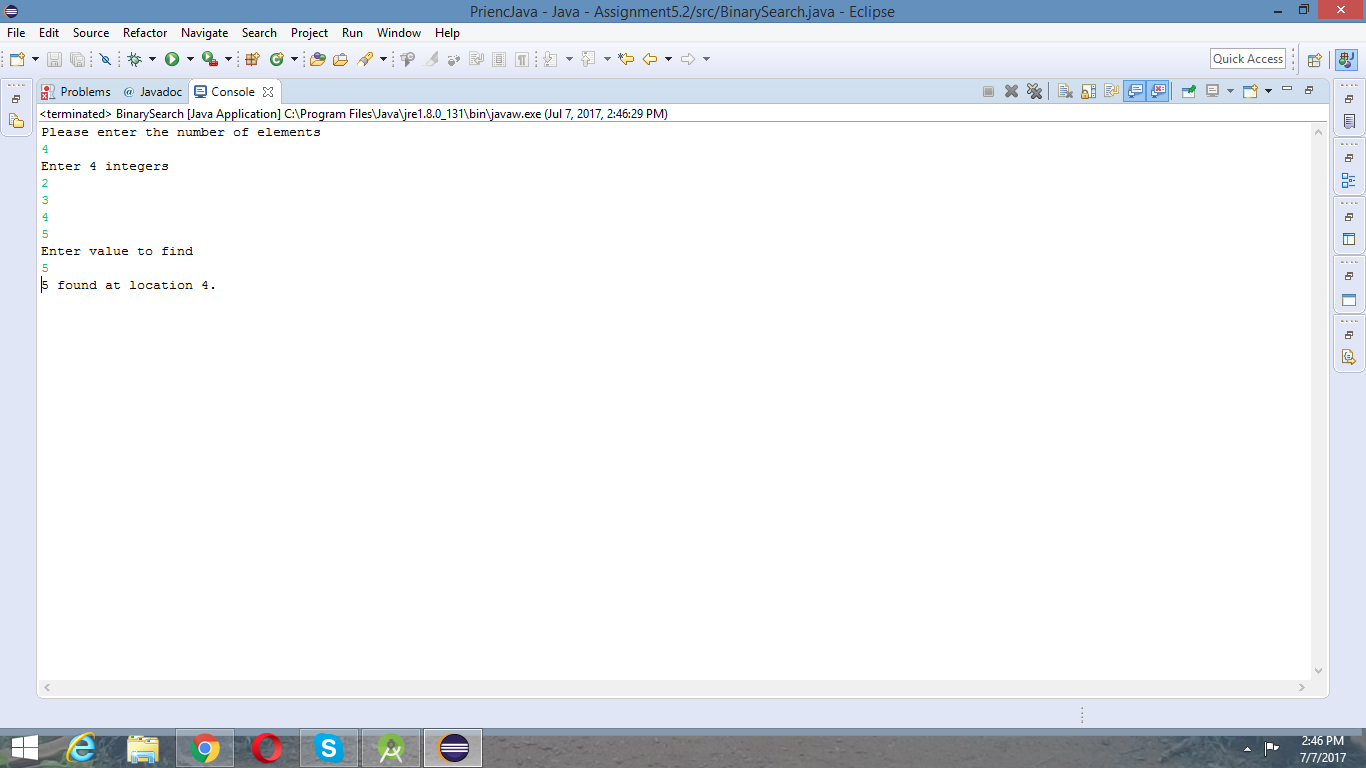 PriencJava - Java - Assignment5.2/src/BinarySearch.java - Eclipse
File Edit Source Refactor Navigate Search Project Run Window Help
Quick Access
Problems @ Javadoc Console
<terminated> BinarySearch [Java Application] C:\Program Files\Java\jre1.8.0_131\bin\javaw.exe (Jul 7, 2017, 2:46:29 PM)
Please enter the number of elements
4
Enter 4 integers
2
3
4
5
Enter value to find
5
5 found at location 4.
2:46 PM
7/7/2017